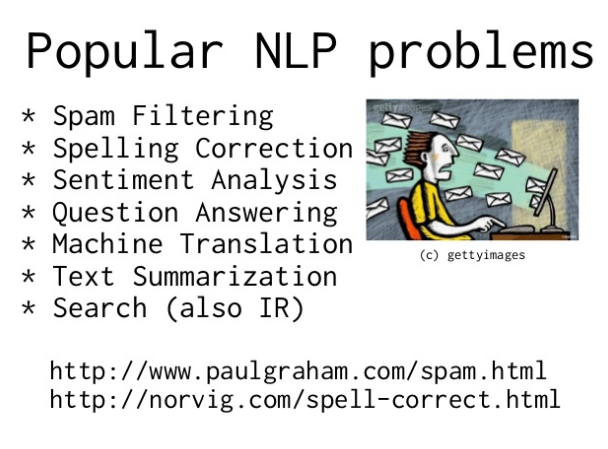 Popular NLP problems
* Spam Filtering
* Spelling Correction
* Sentiment Analysis
* Question Answering
* Machine Translation
* Text Summarization
* Search (also IR)
gettyimages
(c) gettyimages
http://www.paulgraham.com/spam.html
http://norvig.com/spell-correct.html